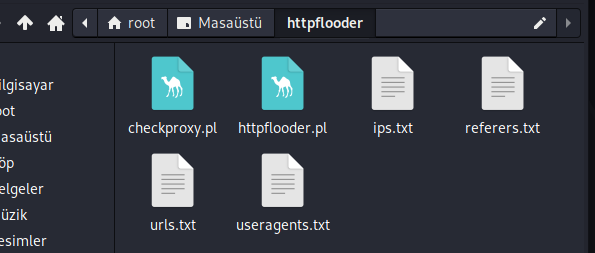 root Masaüstü httpflooder
ilgisayar
oot
asaüstü
öp
elgeler
üzik
esimler
checkproxy.pl httpflooder.pl ips.txt referers.txt
urls.txt useragents.txt